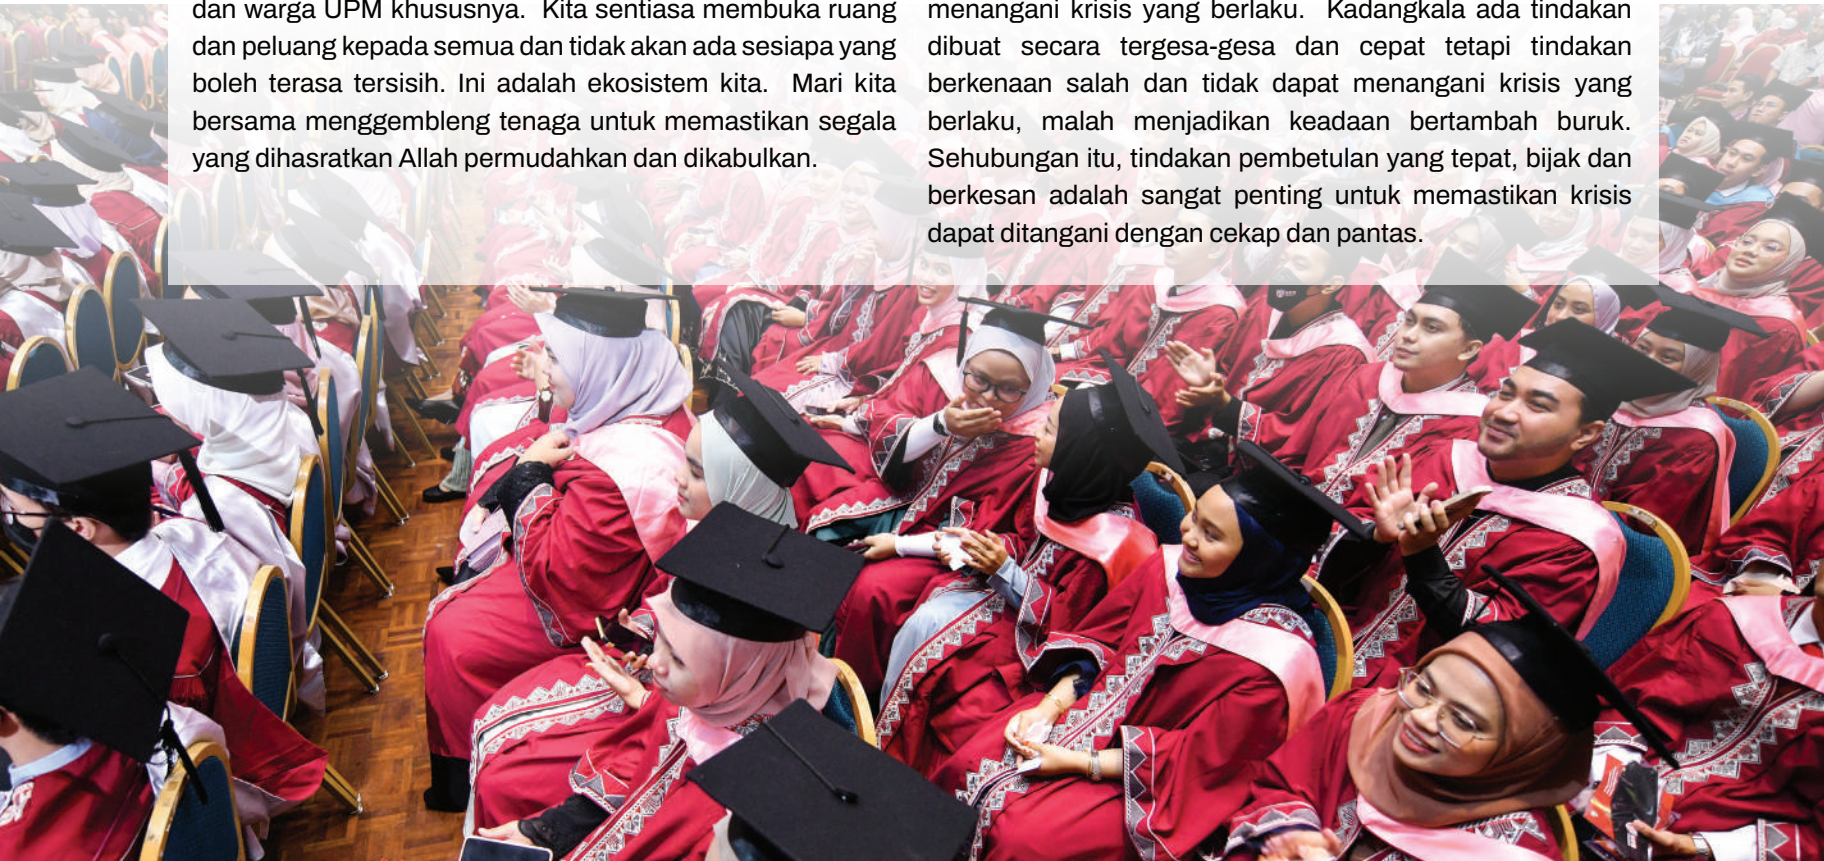 dan warga UPM khususnya. Kita sentiasa membuka ruang
dan peluang kepada semua dan tidak akan ada sesiapa yang
boleh terasa tersisih. Ini adalah ekosistem kita. Mari kita
bersama menggembleng tenaga untuk memastikan segala
yang dihasratkan Allah permudahkan dan dikabulkan.
menangani krisis yang berlaku. Kadangkala ada tindakan
dibuat secara tergesa-gesa dan cepat tetapi tindakan
berkenaan salah dan tidak dapat menangani krisis yang
berlaku, malah menjadikan keadaan bertambah buruk.
Sehubungan itu, tindakan pembetulan yang tepat, bijak dan
berkesan adalah sangat penting untuk memastikan krisis
dapat ditangani dengan cekap dan pantas.